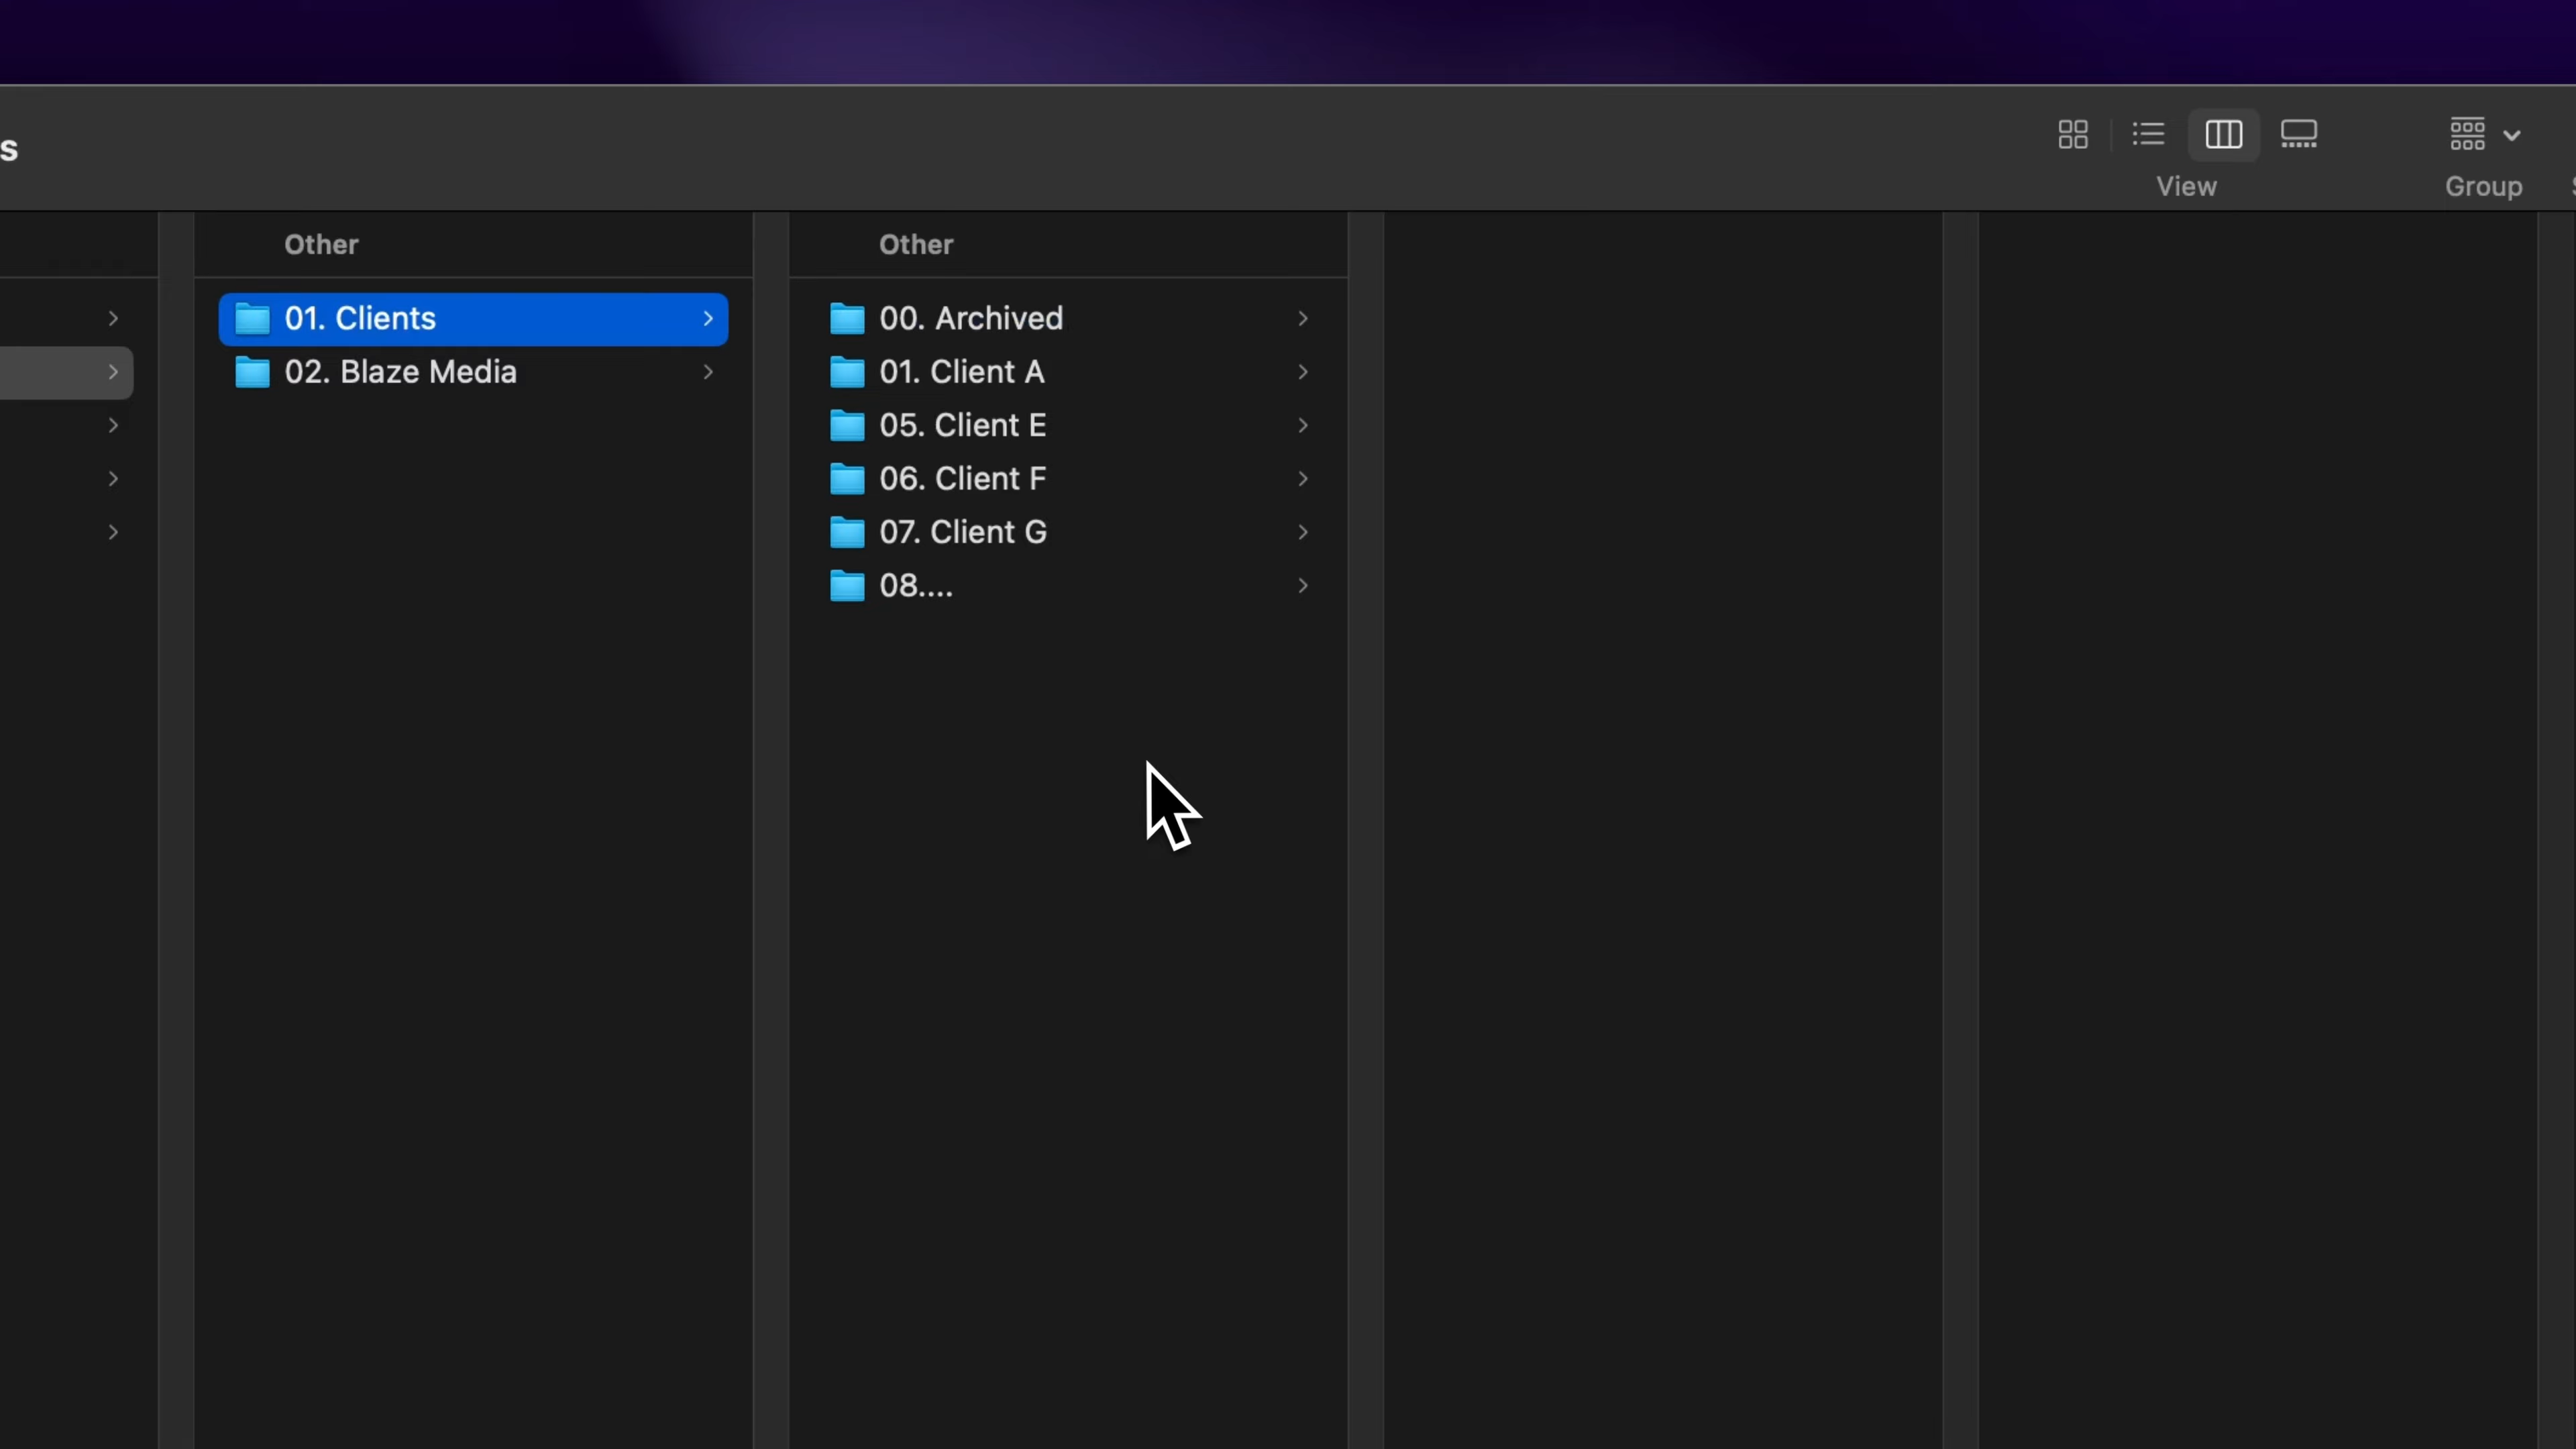 s
View
Group
Other
01. Clients
02. Blaze Media
Other
00. Archived
01. Client A
05. Client E
06. Client F
07. Client G
08....